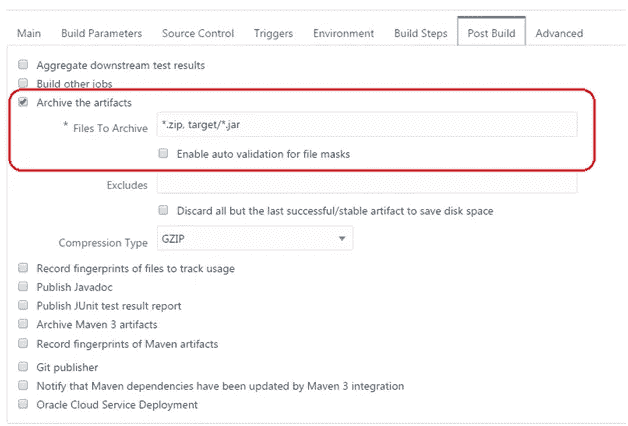 Main Build Parameters Source Control Triggers Environment Build Steps Post Build Advanced
Aggregate downstream test results
Build other jobs
Archive the artifacts
* Files To Archive *.zip, target/*.jar
Enable auto validation for file masks
Excludes
Discard all but the last successful/stable artifact to save disk space
Compression Type GZIP
Record fingerprints of files to track usage
Publish Javadoc
Publish JUnit test result report
Archive Maven 3 artifacts
Record fingerprints of Maven artifacts
Git publisher
Notify that Maven dependencies have been updated by Maven 3 integration
Oracle Cloud Service Deployment